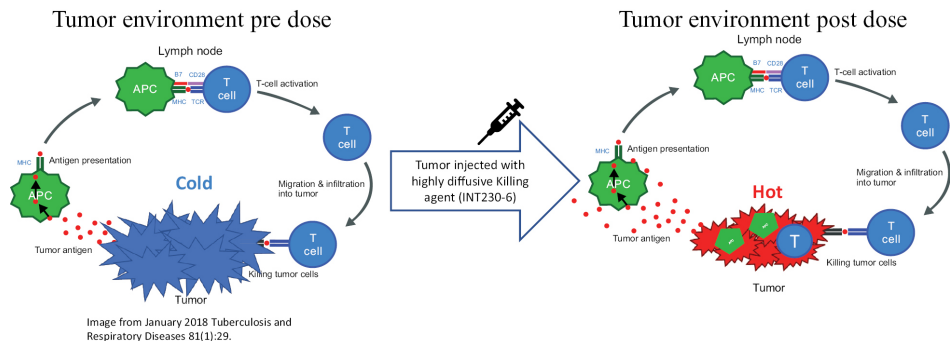 Tumor environment pre dose
Lymph node
B7 CD28
APC
T
cell
MHC TCR
T-cell activation
T
cell
MHC
Antigen presentation
APC
Cold
Migration & infiltration
into tumor
Tumor antigen
T
cell
Killing tumor cells
Tumor
Image from January 2018 Tuberculosis and
Respiratory Diseases 81(1):29.
Tumor injected with
highly diffusive Killing
agent (INT230-6)
Tumor environment post dose
Lymph node
B7 CD28
APC
T
cell
MHC TCR
T-cell activation
T
cell
MHC
Antigen presentation
APC
Hot
Migration & infiltration
into tumor
Tumor antigen
T
T
cell
Killing tumor cells
Tumor